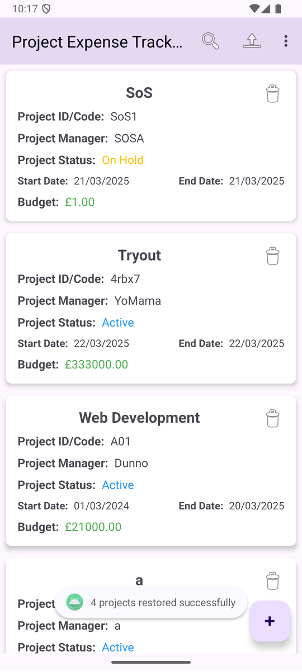 10:17
Project Expense Track...
SoS
Project ID/Code: SoS1
Project Manager: SOSA
Project Status: On Hold
Start Date: 21/03/2025 End Date: 21/03/2025
Budget: £1.00
Tryout
Project ID/Code: 4rbx7
Project Manager: YoMama
Project Status: Active
Start Date: 22/03/2025 End Date: 22/03/2025
Budget: £333000.00
Web Development
Project ID/Code: A01
Project Manager: Dunno
Project Status: Active
Start Date: 01/03/2024 End Date: 20/03/2025
Budget: £21000.00
a
Project
4 projects restored successfully
Project Manager: a
Project Status: Active
+